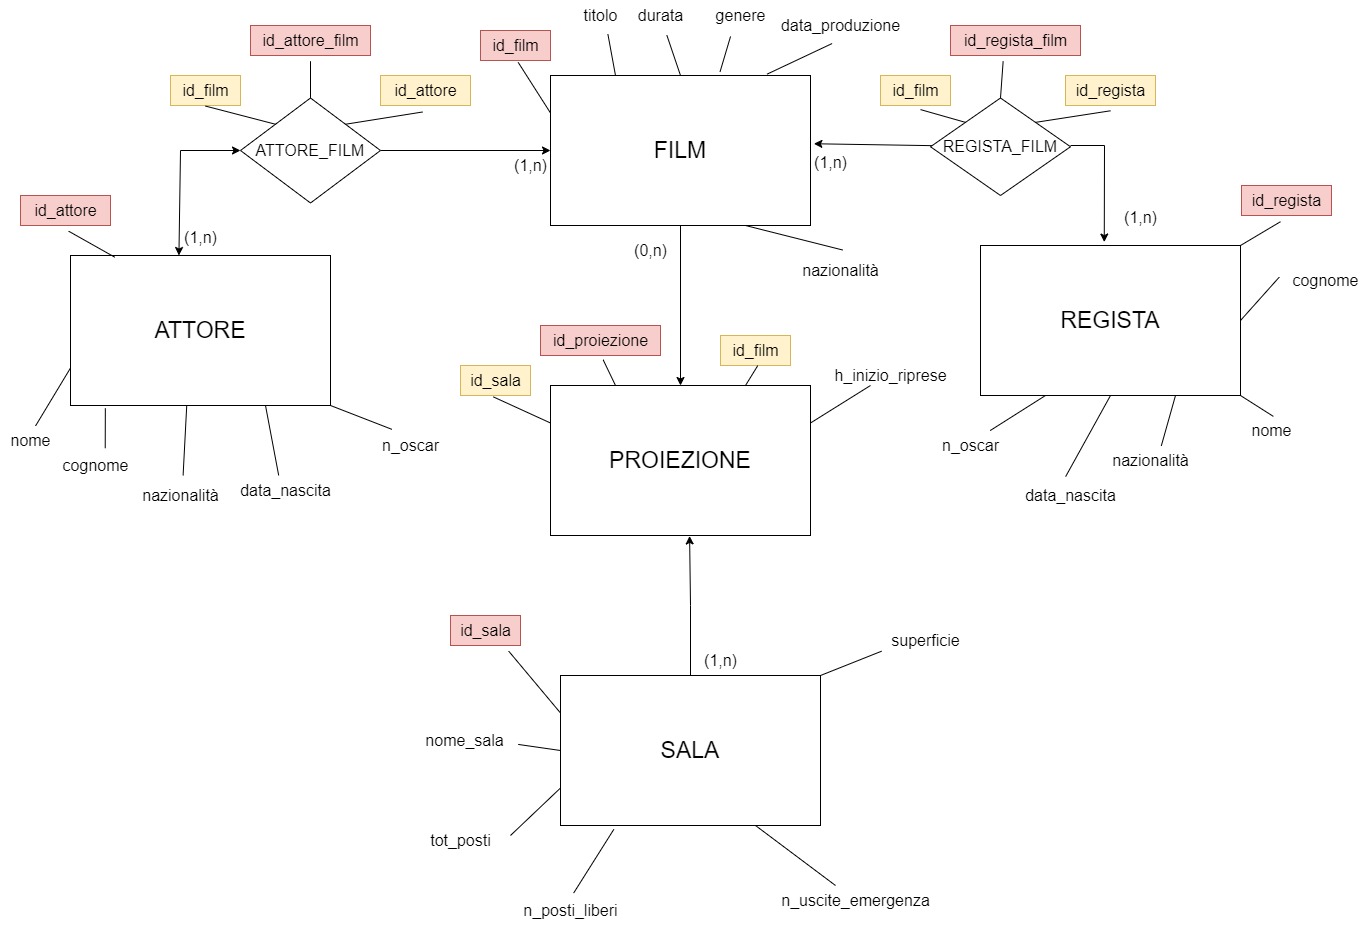 titolo
durata
genere
data_produzione
id_attore_film
id_film
id_regista_film
id_film
id_attore
id_film
id_regista
ATTORE_FILM
FILM
REGISTA_FILM
(1,n)
(1,n)
id_attore
(1,n)
(1,n)
id_regista
(0,n)
nazionalità
cognome
ATTORE
REGISTA
id_proiezione
id_film
id_sala
h_inizio_riprese
nome
cognome
nazionalità
data_nascita
n_oscar
PROIEZIONE
n_oscar
data_nascita
nazionalità
nome
id_sala
(1,n)
superficie
nome_sala
SALA
tot_posti
n_posti_liberi
n_uscite_emergenza